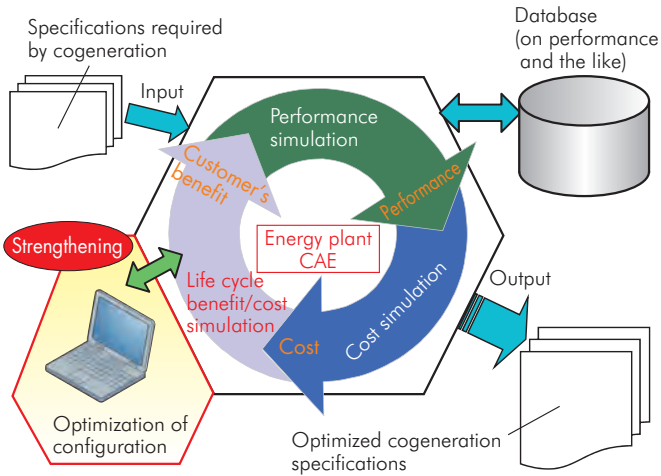 Specifications required
by cogeneration
Input
Database
(on performance
and the like)
Performance
simulation
Customer's
benefit
Performance
Strengthening
Energy plant
CAE
Life cycle
benefit/cost
simulation
Cost
Cost simulation
Output
Optimization of
configuration
Optimized cogeneration
specifications